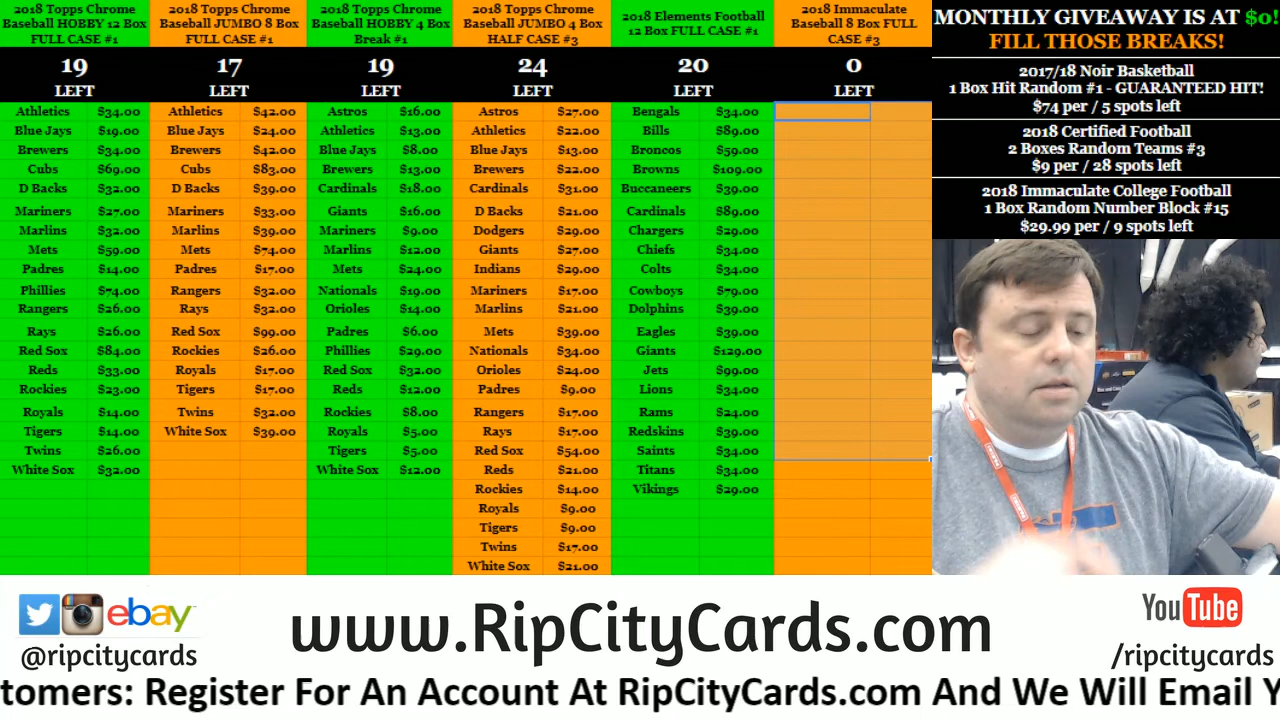 2018 Topps Chrome Baseball HOBBY 12 Box FULL CASE #1
19
LEFT
Athletics $34.00
Blue Jays $19.00
Brewers $34.00
Cubs $69.00
D Backs $32.00
Mariners $27.00
Marlins $32.00
Mets $59.00
Padres $14.00
Phillies $74.00
Rangers $26.00
Rays $26.00
Red Sox $84.00
Reds $33.00
Rockies $23.00
Royals $14.00
Tigers $14.00
Twins $26.00
White Sox $32.00
2018 Topps Chrome Baseball JUMBO 8 Box FULL CASE #1
17
LEFT
Athletics $42.00
Blue Jays $24.00
Brewers $42.00
Cubs $83.00
D Backs $39.00
Mariners $33.00
Marlins $39.00
Mets $74.00
Padres $17.00
Rangers $32.00
Rays $32.00
Red Sox $99.00
Rockies $26.00
Royals $17.00
Tigers $17.00
Twins $32.00
White Sox $39.00
2018 Topps Chrome Baseball HOBBY 4 Box Break #1
19
LEFT
Astros $16.00
Athletics $13.00
Blue Jays $8.00
Brewers $13.00
Cardinals $18.00
Giants $16.00
Mariners $9.00
Marlins $12.00
Mets $24.00
Nationals $19.00
Orioles $14.00
Padres $6.00
Phillies $29.00
Red Sox $32.00
Reds $12.00
Rockies $8.00
Royals $5.00
Tigers $5.00
White Sox $12.00
2018 Topps Chrome Baseball JUMBO 4 Box HALF CASE #3
24
LEFT
Astros $27.00
Athletics $22.00
Blue Jays $13.00
Brewers $22.00
Cardinals $31.00
D Backs $21.00
Dodgers $29.00
Giants $27.00
Indians $29.00
Mariners $17.00
Marlins $21.00
Mets $39.00
Nationals $34.00
Orioles $24.00
Padres $9.00
Rangers $17.00
Rays $17.00
Red Sox $54.00
Reds $21.00
Rockies $14.00
Royals $9.00
Tigers $9.00
Twins $17.00
White Sox $21.00
2018 Elements Football 12 Box FULL CASE #1
20
LEFT
Bengals $34.00
Bills $89.00
Broncos $59.00
Browns $109.00
Buccaneers $39.00
Cardinals $89.00
Chargers $29.00
Chiefs $34.00
Colts $34.00
Cowboys $79.00
Dolphins $39.00
Eagles $39.00
Giants $129.00
Jets $99.00
Lions $34.00
Rams $24.00
Redskins $39.00
Saints $34.00
Titans $34.00
Vikings $29.00
2018 Immaculate Baseball 8 Box FULL CASE #3
0
LEFT
MONTHLY GIVEAWAY IS AT $0!
FILL THOSE BREAKS!
2017/18 Noir Basketball
1 Box Hit Random #1 - GUARANTEED HIT!
$74 per / 5 spots left
2018 Certified Football
2 Boxes Random Teams #3
$9 per / 28 spots left
2018 Immaculate College Football
1 Box Random Number Block #15
$29.99 per / 9 spots left
ebay
@ripcitycards
www.RipCityCards.com
YouTube
/ripcitycards
tomers: Register For An Account At RipCityCards.com And We Will Email Y